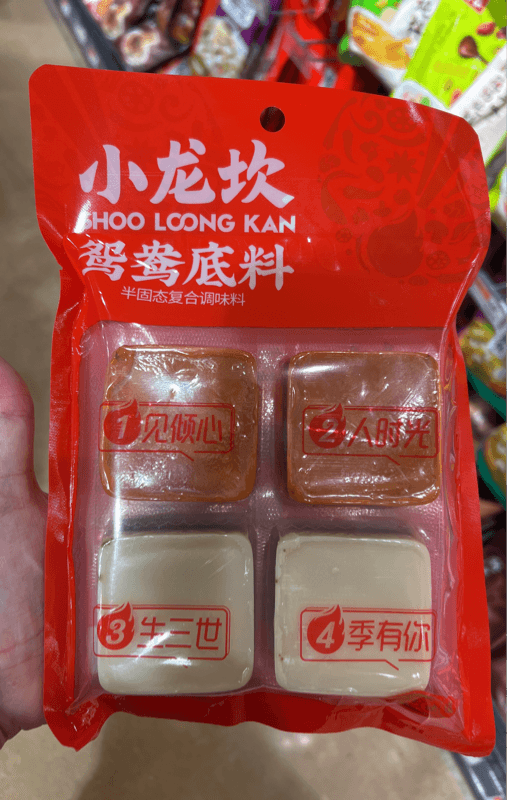 小龙坎
SHOO LOONG KAN
鸳鸯底料
半固态复合调味料
1见倾心
2人时光
3生三世
4季有你